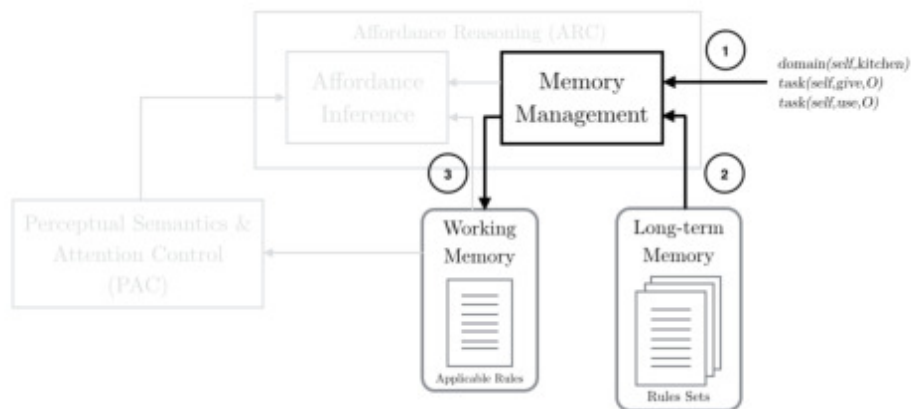 Affordance Reasoning (ARC)
1
domain(self,kitchen)
task(self,give,O)
task(self,use,O)
Affordance
Inference
Memory
Management
3
2
Perceptual Semantics &
Attention Control
(PAC)
Working
Memory
Applicable Rules
Long-term
Memory
Rules Sets